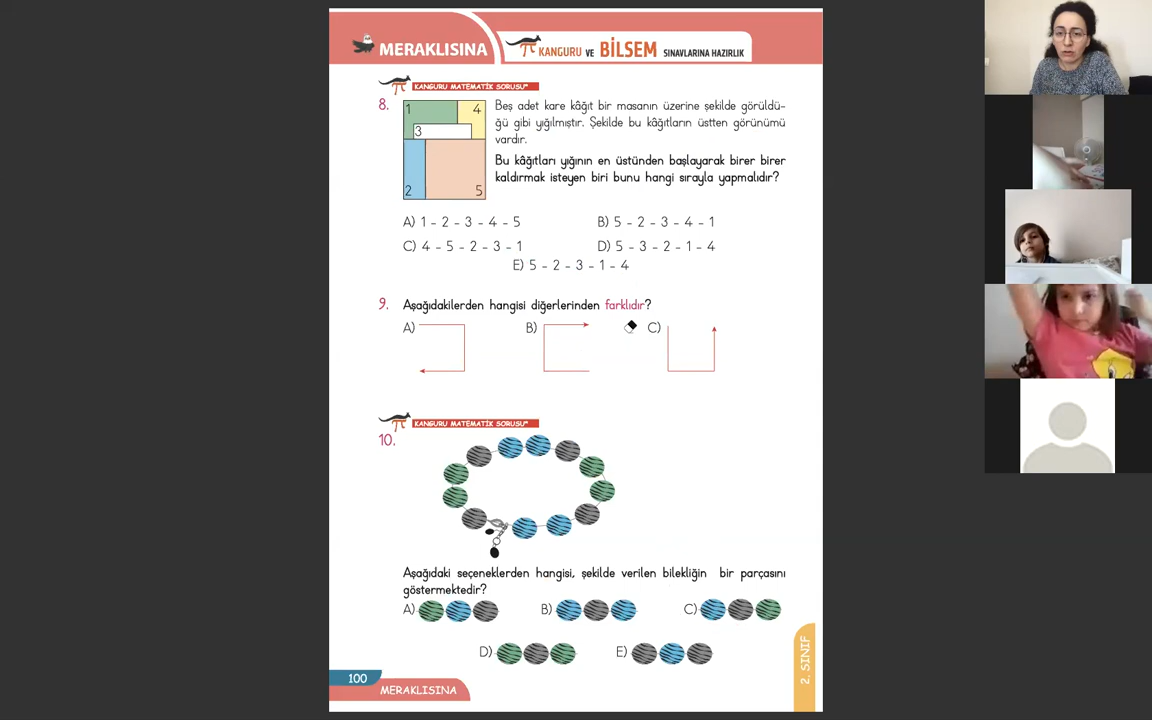 MERAKLISINA
KANGURU VE BİLSEM SINAVLARINA HAZIRLIK
KANGURU MATEMATİK SORUSU
8.
1
4
3
2
5
Beş adet kare kâğıt bir masanın üzerine şekilde görüldü-
ğü gibi yığılmıştır. Şekilde bu kâğıtların üstten görünümü
vardır.
Bu kâğıtları yığının en üstünden başlayarak birer birer
kaldırmak isteyen biri bunu hangi sırayla yapmalıdır?
A) 1 - 2 - 3 - 4 - 5
B) 5 - 2 - 3 - 4 - 1
C) 4 - 5 - 2 - 3 - 1
D) 5 - 3 - 2 - 1 - 4
E) 5 - 2 - 3 - 1 - 4
9. Aşağıdakilerden hangisi diğerlerinden farklıdır?
A)
B)
C)
KANGURU MATEMATİK SORUSU
10.
Aşağıdaki seçeneklerden hangisi, şekilde verilen bilekliğin bir parçasını
göstermektedir?
A)
B)
C)
D)
E)
2. SINIF
100
MERAKLISINA